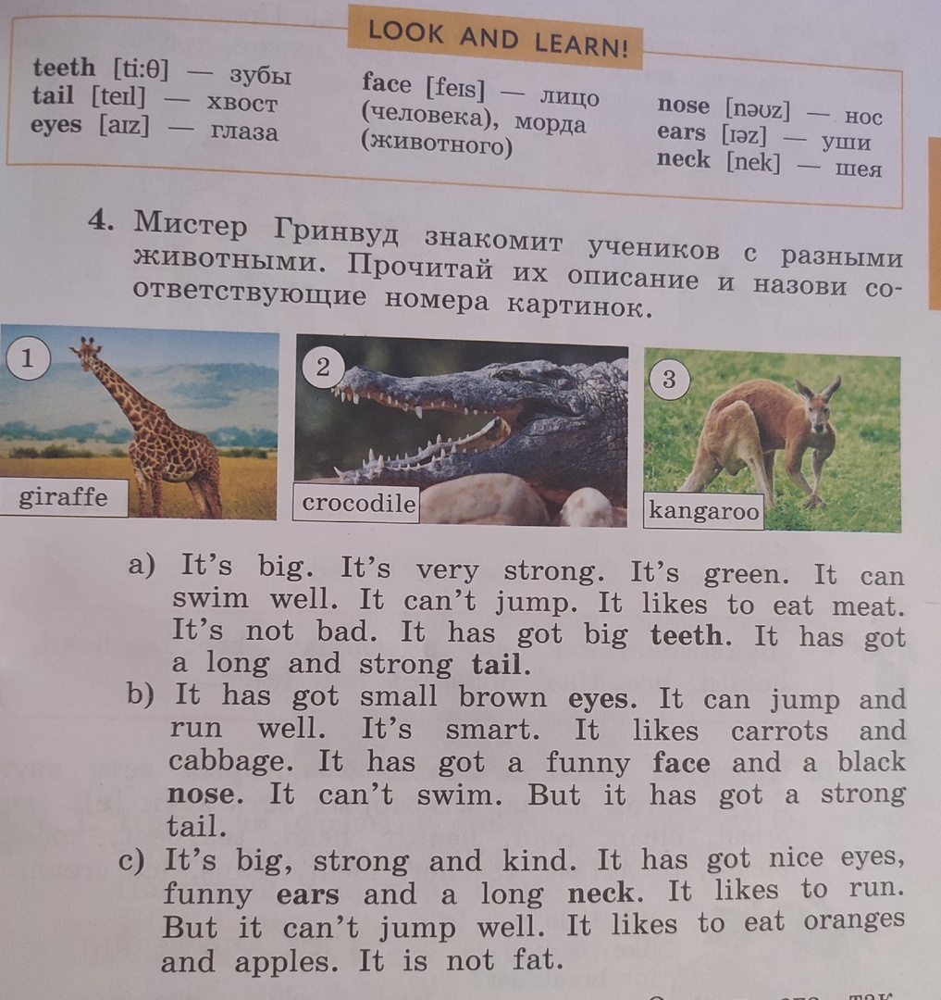 LOOK AND LEARN!
teeth [ti:θ] — зубы
tail [teɪl] — хвост
eyes [aɪz] — глаза
face [feɪs] — лицо
(человека), морда
(животного)
nose [nəʊz] — нос
ears [ɪəz] — уши
neck [nek] — шея
4. Мистер Гринвуд знакомит учеников с разными
животными. Прочитай их описание и назови со-
ответствующие номера картинок.
1
2
3
giraffe
crocodile
kangaroo
a) It's big. It's very strong. It's green. It can
swim well. It can't jump. It likes to eat meat.
It's not bad. It has got big teeth. It has got
a long and strong tail.
b) It has got small brown eyes. It can jump and
run well. It's smart. It likes carrots and
cabbage. It has got a funny face and a black
nose. It can't swim. But it has got a strong
tail.
c) It's big, strong and kind. It has got nice eyes,
funny ears and a long neck. It likes to run.
But it can't jump well. It likes to eat oranges
and apples. It is not fat.